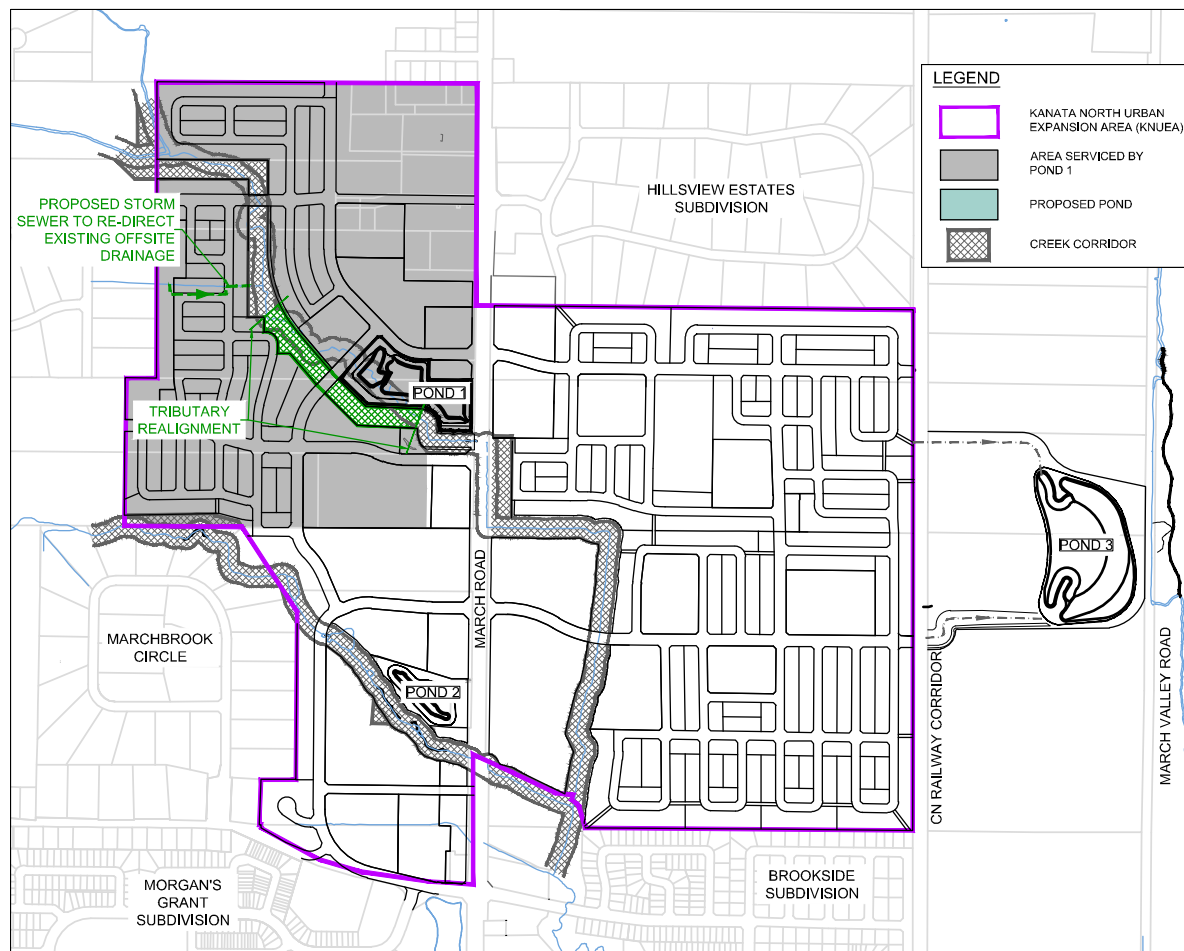 LEGEND
KANATA NORTH URBAN
EXPANSION AREA (KNUEA)
AREA SERVICED BY
POND 1
PROPOSED POND
CREEK CORRIDOR
PROPOSED STORM
SEWER TO RE-DIRECT
EXISTING OFFSITE
DRAINAGE
HILLSVIEW ESTATES
SUBDIVISION
POND 1
TRIBUTARY
REALIGNMENT
MARCH ROAD
POND 3
MARCHBROOK
CIRCLE
POND 2
CN RAILWAY CORRIDOR
MARCH VALLEY ROAD
MORGAN'S
GRANT
SUBDIVISION
BROOKSIDE
SUBDIVISION